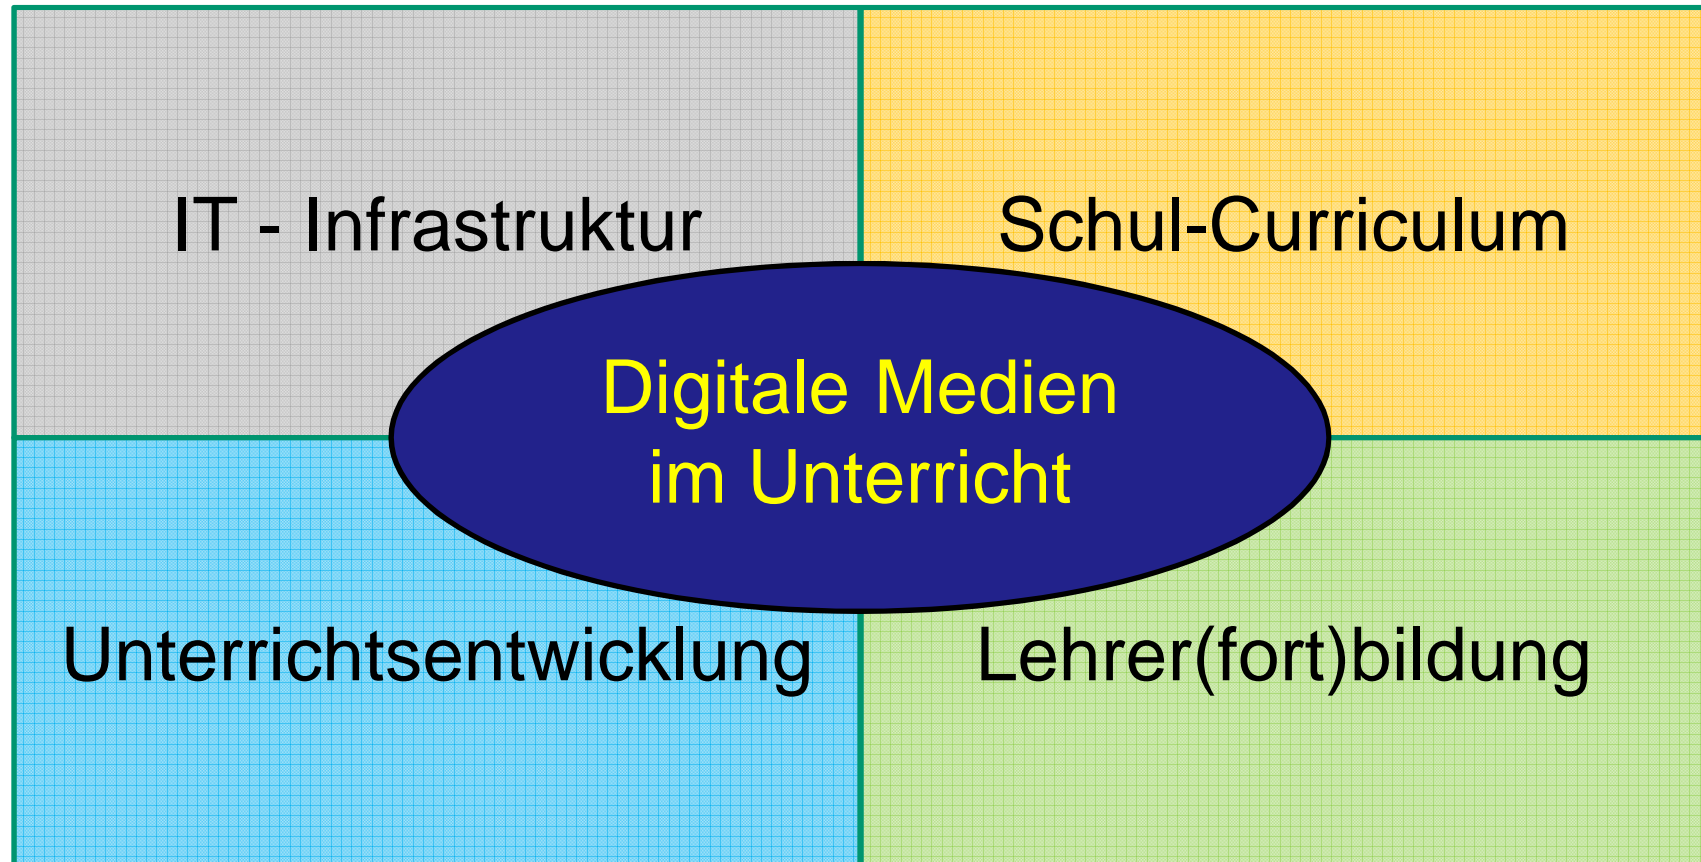 IT - Infrastruktur
Schul-Curriculum
Digitale Medien
im Unterricht
Unterrichtsentwicklung
Lehrer(fort)bildung